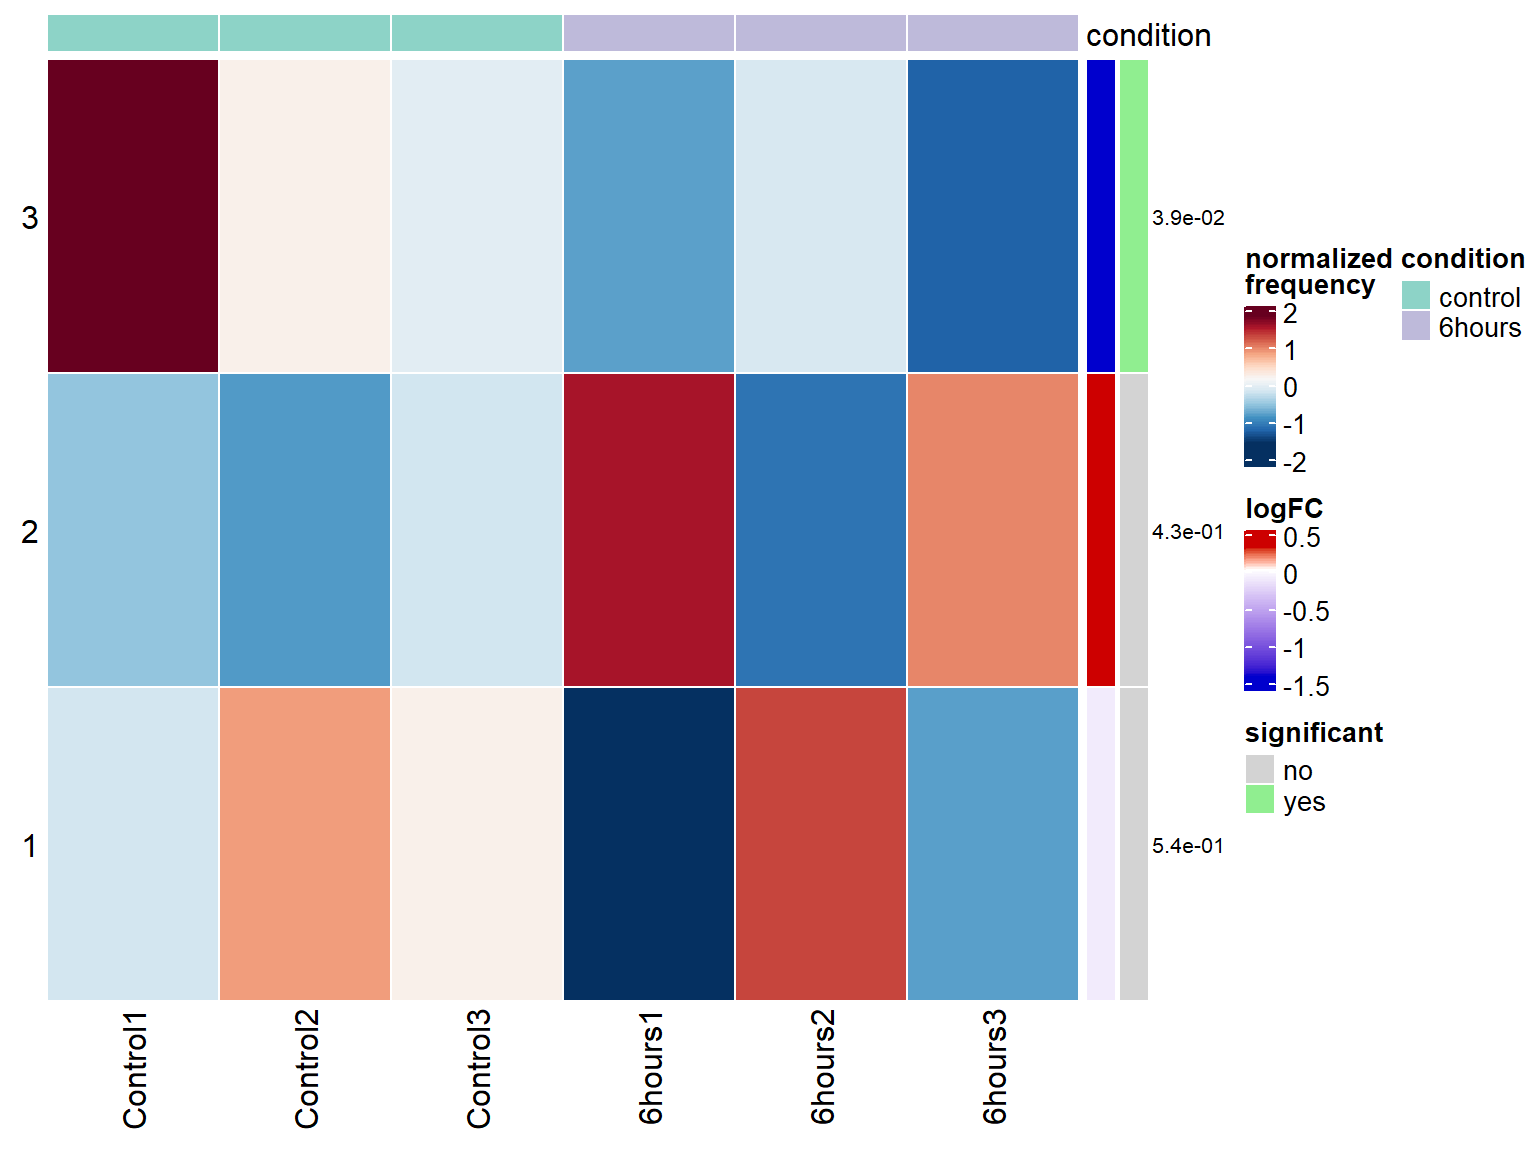 condition
3
3.9e-02
2
4.3e-01
1
5.4e-01
Control1
Control2
Control3
6hours1
6hours2
6hours3
normalized
frequency
2
1
0
-1
-2
condition
control
6hours
logFC
0.5
0
-0.5
-1
-1.5
significant
no
yes